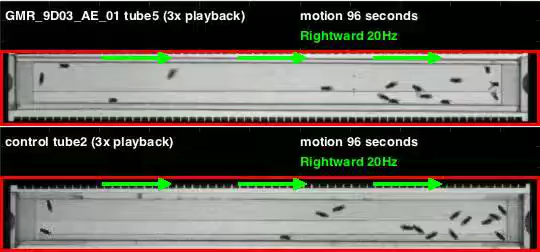 GMR_9D03_AE_01 tube5 (3x playback) motion 96 seconds
Rightward 20Hz
control tube2 (3x playback) motion 96 seconds
Rightward 20Hz